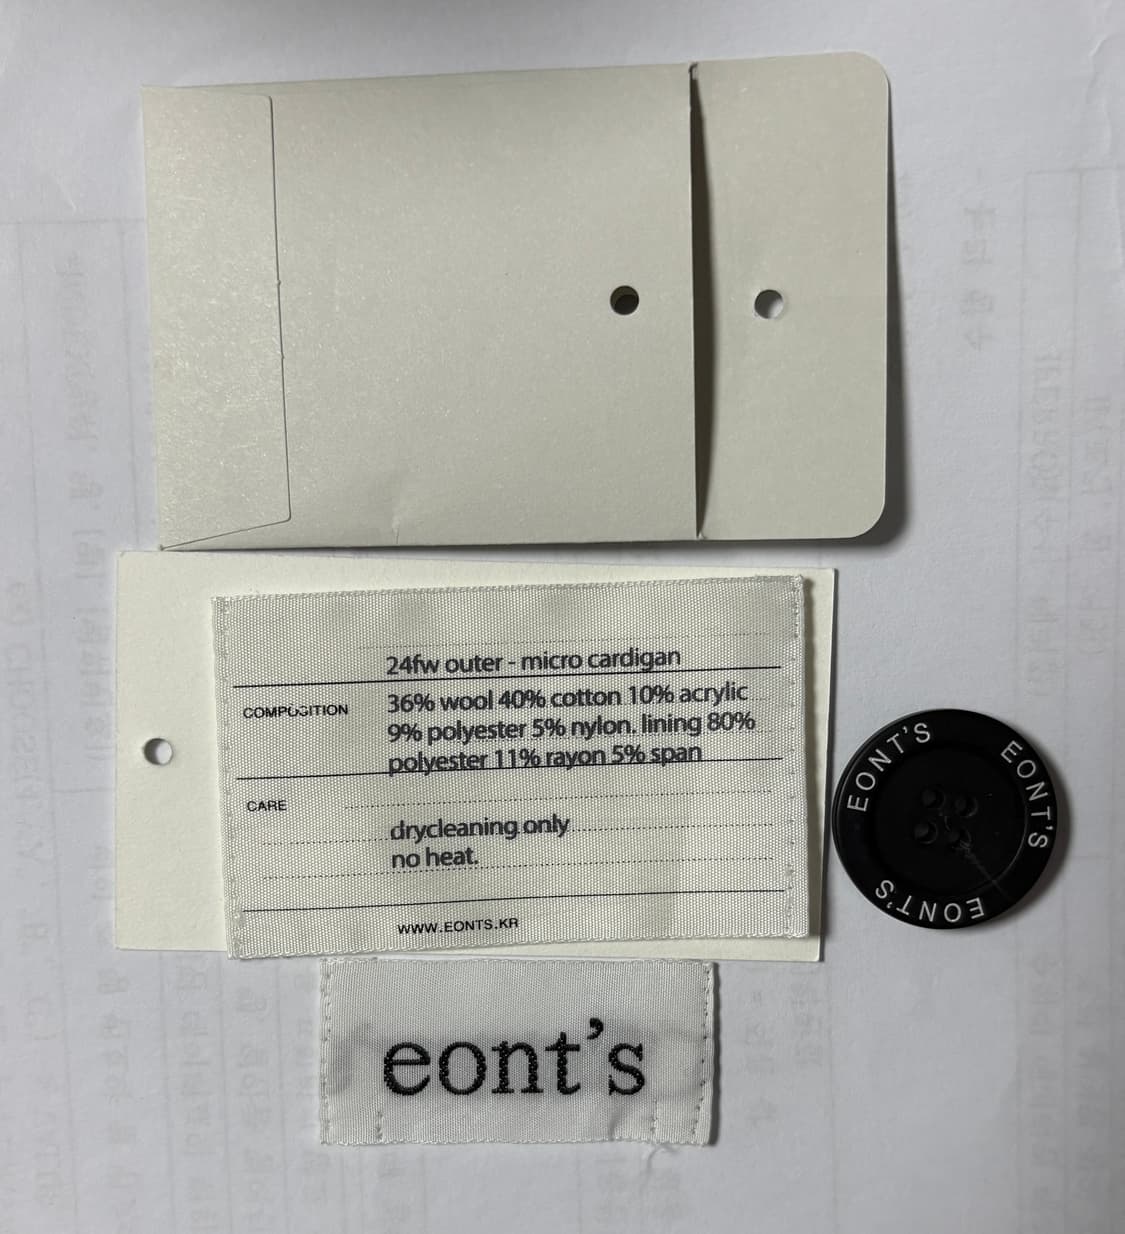 24fw outer - micro cardigan
COMPOSITION
36% wool 40% cotton 10% acrylic
9% polyester 5% nylon. lining 80%
polyester 11% rayon 5% span
CARE
drycleaning only
no heat.
WWW.EONTS.KR
EONT'S
EONT'S
EONT'S
eont's